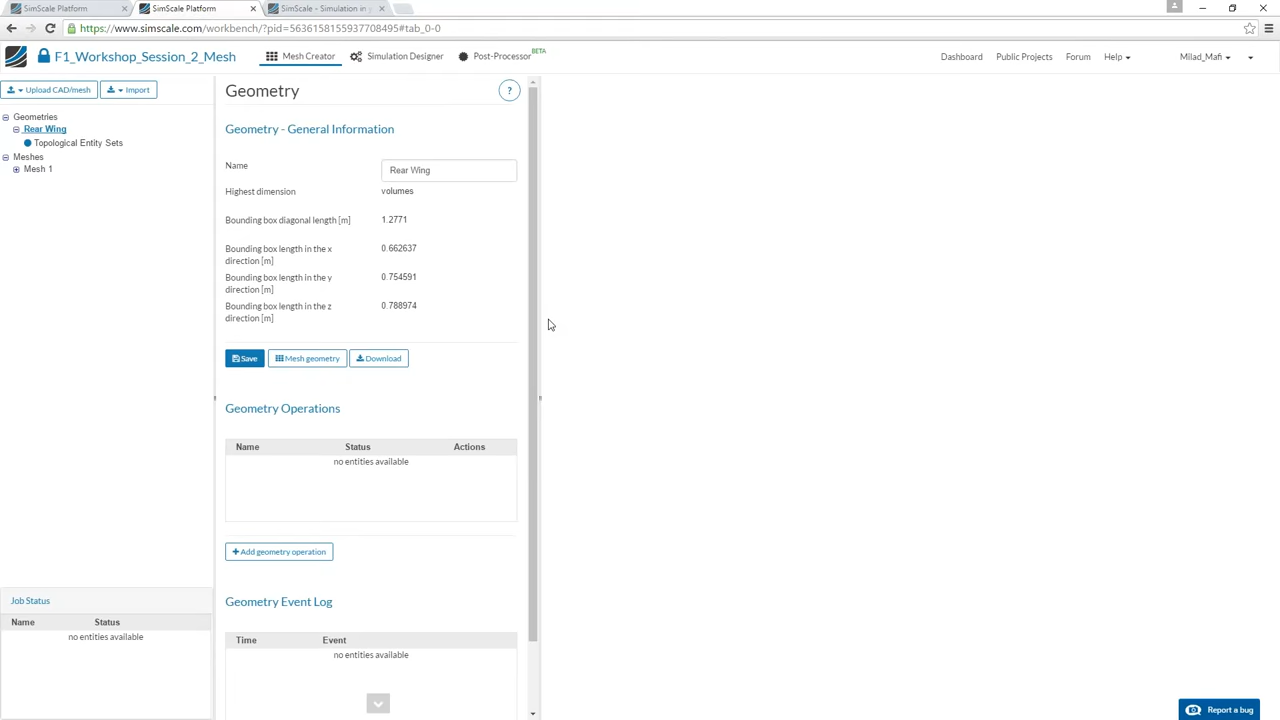 SimScale Platform
SimScale Platform
SimScale - Simulation in y
https://www.simscale.com/workbench/?pid=5636158155937708495#tab_0-0
F1_Workshop_Session_2_Mesh
Mesh Creator
Simulation Designer
Post-Processor
BETA
Dashboard
Public Projects
Forum
Help
Milad_Mafi
Upload CAD/mesh
Import
Geometries
Rear Wing
Topological Entity Sets
Meshes
Mesh 1
Geometry
?
Geometry - General Information
Name
Rear Wing
Highest dimension
volumes
Bounding box diagonal length [m]
1.2771
Bounding box length in the x
direction [m]
0.662637
Bounding box length in the y
direction [m]
0.754591
Bounding box length in the z
direction [m]
0.788974
Save
Mesh geometry
Download
Geometry Operations
Name Status Actions
no entities available
Add geometry operation
Geometry Event Log
Time Event
no entities available
Job Status
Name Status
no entities available
Report a bug